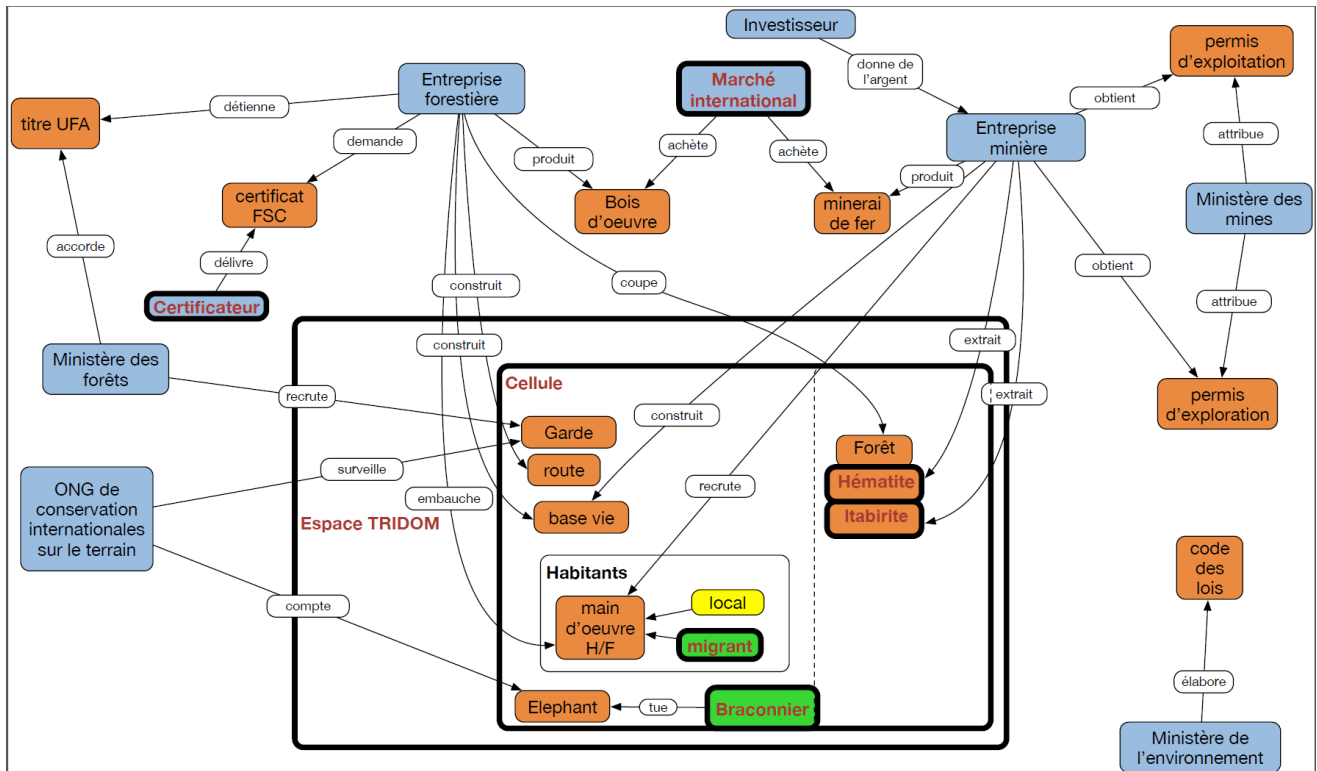 Investisseur
permis
d'exploitation
donne de
l'argent
Entreprise
forestière
Marché
international
détienne
obtient
titre UFA
Entreprise
minière
demande
attribue
produit
achète
achète
produit
certificat
FSC
Bois
d'oeuvre
minerai
de fer
Ministère des
mines
accorde
délivre
obtient
construit
coupe
Certificateur
attribue
construit
extrait
Ministère des
forêts
Cellule
recrute
extrait
permis
d'exploration
construit
Garde
Forêt
surveille
route
recrute
Hématite
ONG de
conservation
internationales
sur le terrain
embauche
base vie
Itabirite
Espace TRIDOM
code
des
lois
Habitants
compte
main
d'oeuvre
H/F
local
migrant
élabore
Elephant
tue
Braconnier
Ministère de
l'environnement